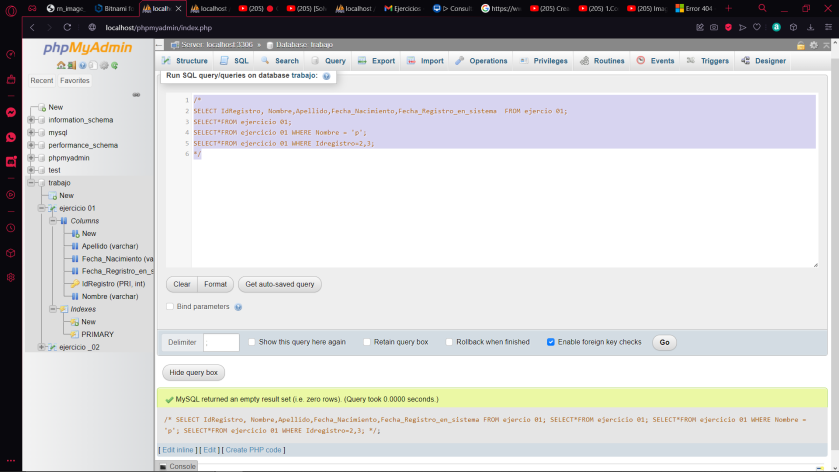 m_image,
Bitnami f
localh
localhost /
(205)
(205) [Sol
localhost /
Ejercicios
> Consult
https://ww
(205) Crea
(205) Cur
(205) [Ima
Error 404
localhost/phpmyadmin/index.php
phpMyAdmin
Recent
Favorites
New
information_schema
mysql
performance_schema
phpmyadmin
test
trabajo
New
ejercicio 01
Columns
New
Apellido (varchar)
Fecha_Nacimiento (va
Fecha_Regristro_en_s
IdRegistro (PRI, int)
Nombre (varchar)
Indexes
New
PRIMARY
ejercicio _02
Server: localhost:3306 » Database: trabajo
Structure SQL Search Query Export Import Operations Privileges Routines Events Triggers Designer
Run SQL query/queries on database trabajo:
1 /*
2 SELECT IdRegistro, Nombre,Apellido,Fecha_Nacimiento,Fecha_Registro_en_sistema FROM ejercio 01;
3 SELECT*FROM ejercicio 01;
4 SELECT*FROM ejercicio 01 WHERE Nombre = 'p';
5 SELECT*FROM ejercicio 01 WHERE Idregistro=2,3;
6 */
Clear Format Get auto-saved query
Bind parameters
Delimiter ; Show this query here again Retain query box Rollback when finished Enable foreign key checks Go
Hide query box
MySQL returned an empty result set (i.e. zero rows). (Query took 0.0000 seconds.)
/* SELECT IdRegistro, Nombre,Apellido,Fecha_Nacimiento,Fecha_Registro_en_sistema FROM ejercio 01; SELECT*FROM ejercicio 01; SELECT*FROM ejercicio 01 WHERE Nombre =
'p'; SELECT*FROM ejercicio 01 WHERE Idregistro=2,3; */;
[ Edit inline ] [ Edit ] [ Create PHP code ]
Console